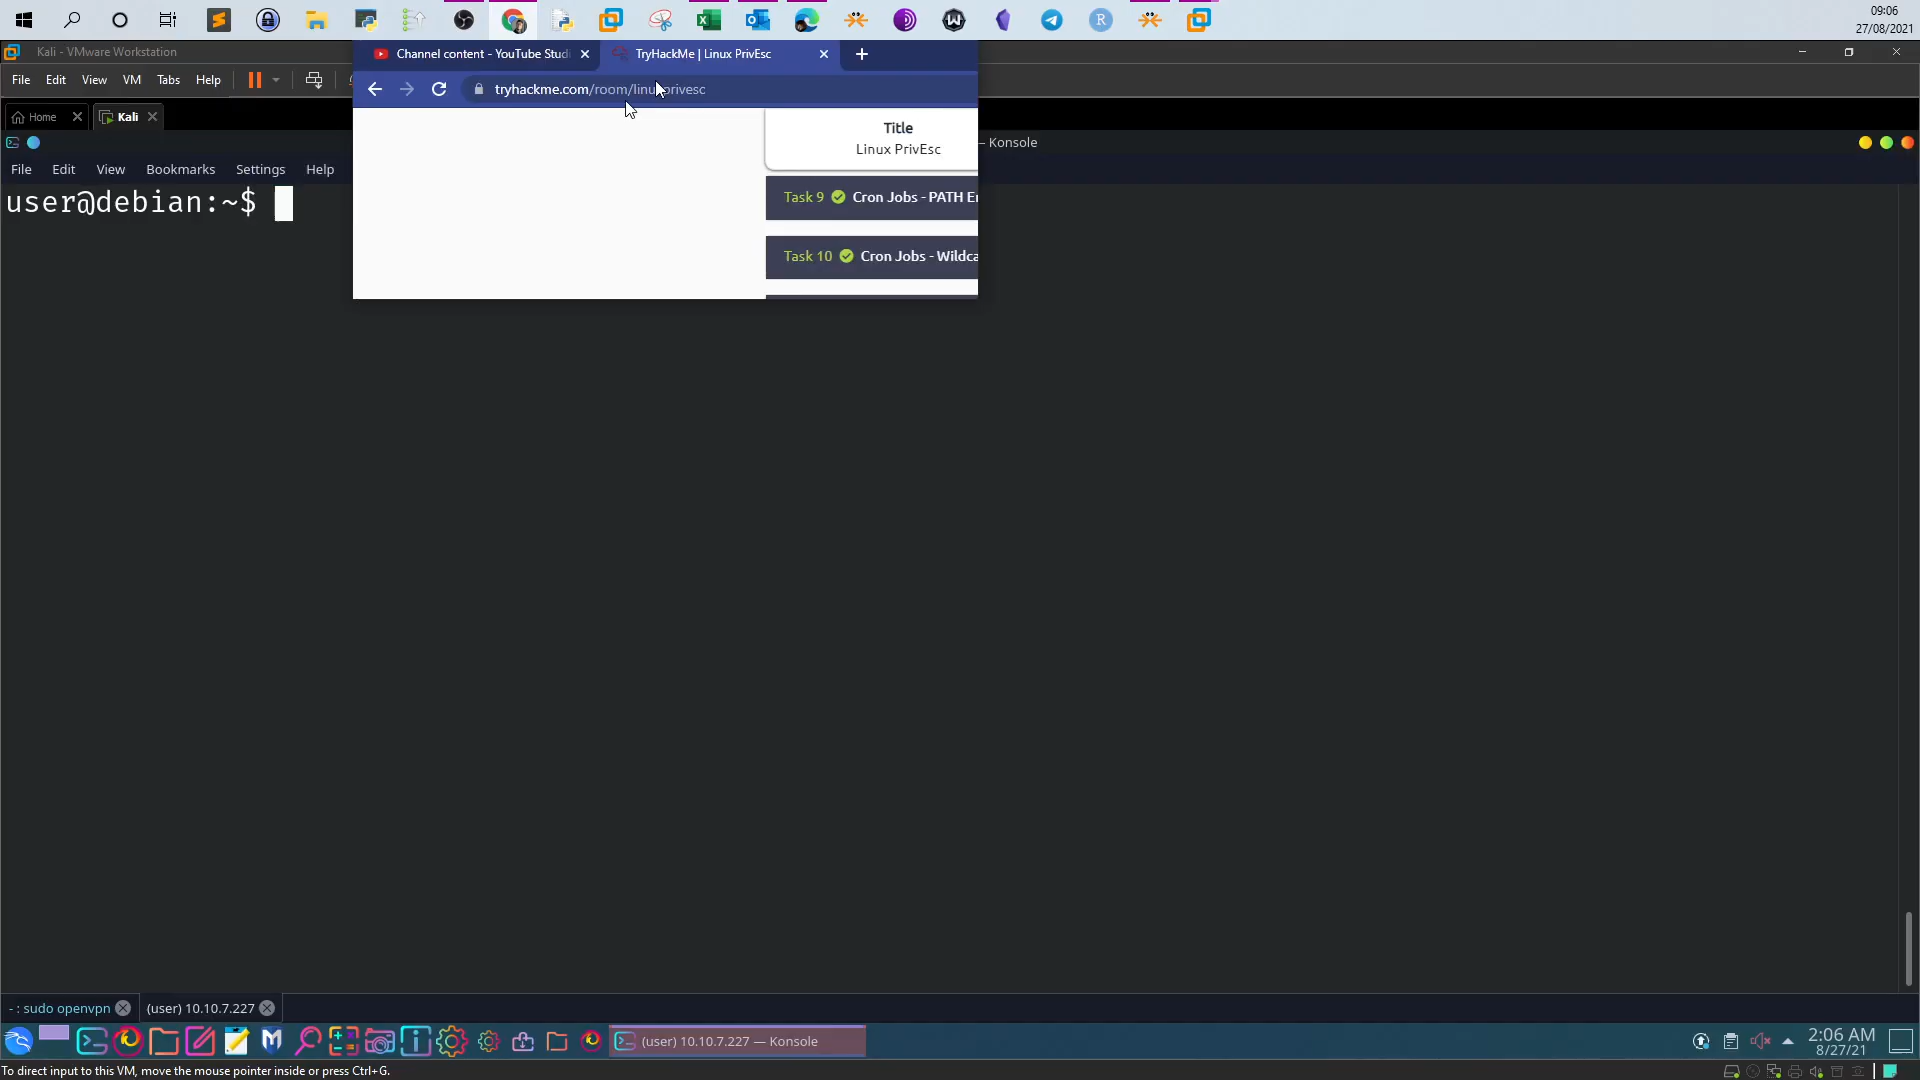 09:06
27/08/2021
Kali - VMware Workstation
File Edit View VM Tabs Help
Home
Kali
Channel content - YouTube Studi
TryHackMe | Linux PrivEsc
tryhackme.com/room/linu privesc
Title
Linux PrivEsc
Task 9 Cron Jobs - PATH En
Task 10 Cron Jobs - Wildca
— Konsole
File Edit View Bookmarks Settings Help
user@debian:~$
- : sudo openvpn
(user) 10.10.7.227
(user) 10.10.7.227 — Konsole
2:06 AM
8/27/21
To direct input to this VM, move the mouse pointer inside or press Ctrl+G.